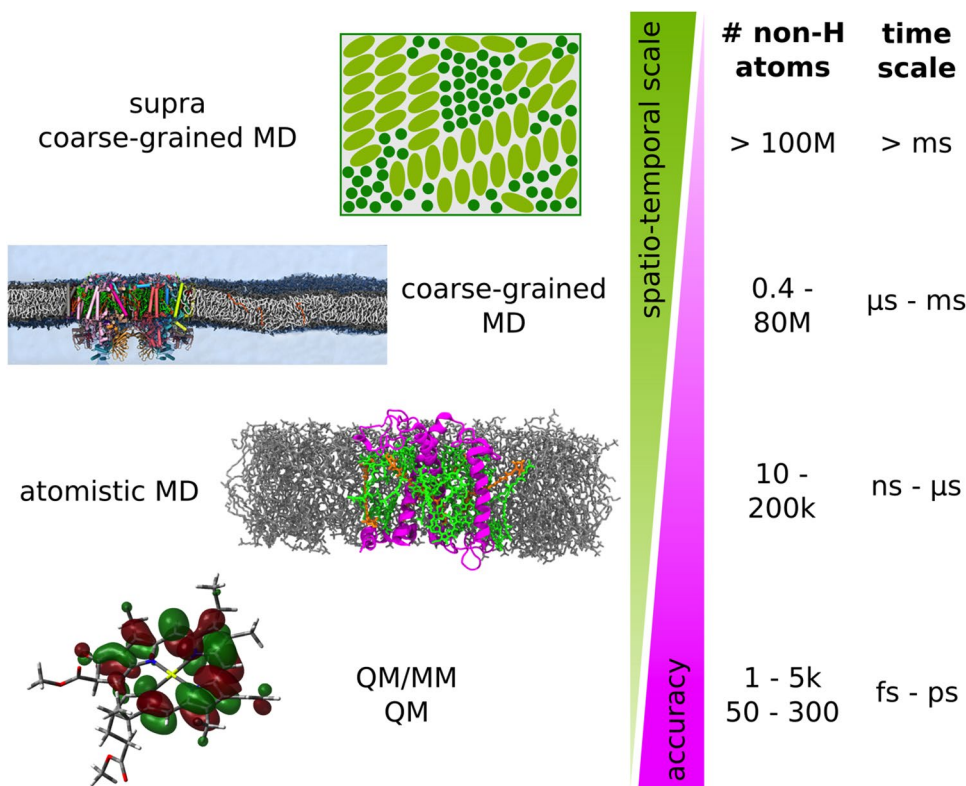 # non-H
atoms
time
scale
supra
coarse-grained MD
> 100M
> ms
spatio-temporal scale
coarse-grained
MD
0.4 -
80M
μs - ms
atomistic MD
10 -
200k
ns - μs
QM/MM
QM
accuracy
1 - 5k
50 - 300
fs - ps